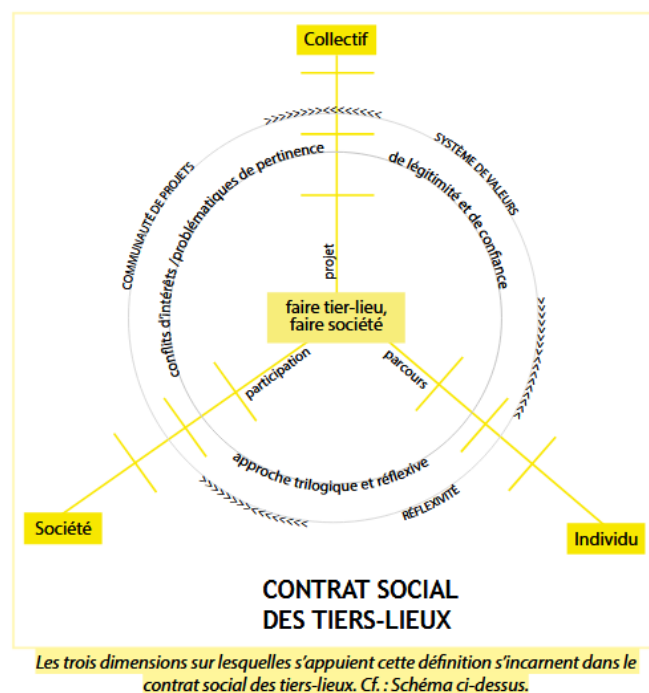 Collectif
>>>>>>>>><<<<<<<<<
COMMUNAUTÉ DE PROJETS
SYSTÈME DE VALEURS
conflits d'intérêts /problématiques de pertinence
de légitimité et de confiance
projet
faire tier-lieu,
faire société
participation
parcours
approche trilogique et réflexive
RÉFLEXIVITÉ
Société
Individu
CONTRAT SOCIAL
DES TIERS-LIEUX
Les trois dimensions sur lesquelles s'appuient cette définition s'incarnent dans le
contrat social des tiers-lieux. Cf. : Schéma ci-dessus.